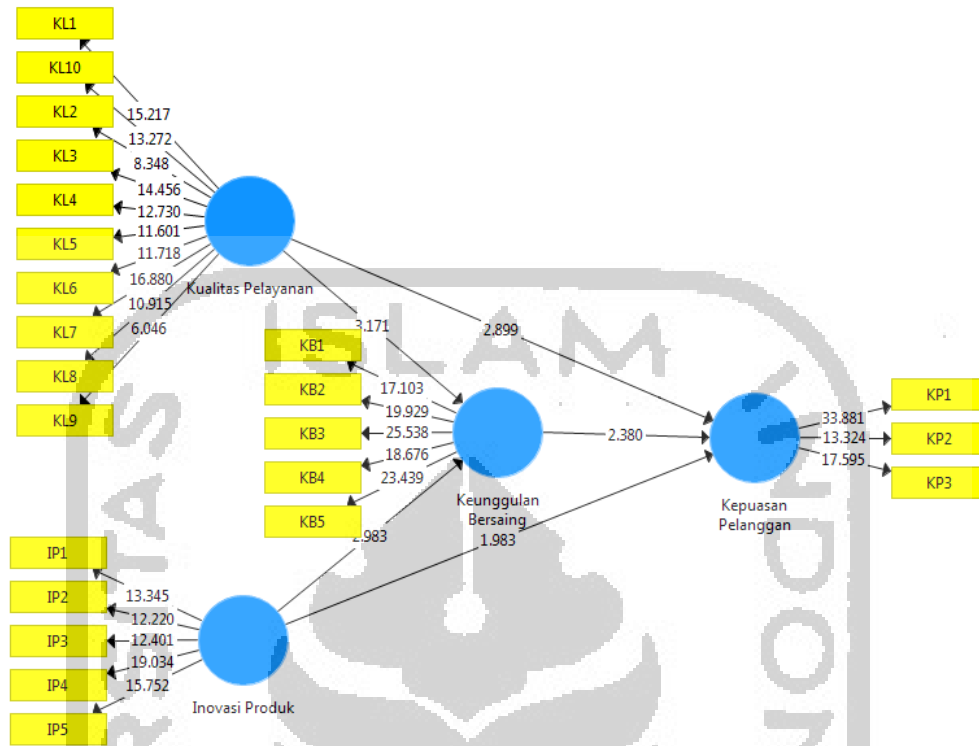 KL1
KL10
KL2
KL3
KL4
KL5
KL6
KL7
KL8
KL9
15.217
13.272
8.348
14.456
12.730
11.601
11.718
16.880
10.915
6.046
Kualitas Pelayanan
ISLAM
3.171
2.899
KB1
KB2
KB3
KB4
KB5
17.103
19.929
25.538
18.676
23.439
Keunggulan
Bersaing
2.380
KP1
KP2
KP3
33.881
13.324
17.595
Kepuasan
Pelanggan
2.983
1.983
IP1
IP2
IP3
IP4
IP5
13.345
12.220
12.401
19.034
15.752
Inovasi Produk